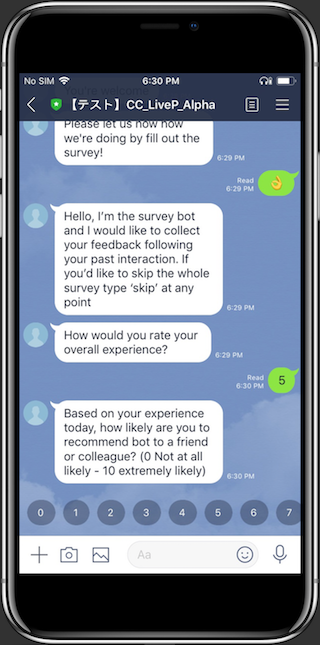 No SIM
6:30 PM
【テスト】CC_LiveP_Alpha
You're welcome
Please let us now how
we're doing by fill out the
survey!
6:29 PM
Read
6:29 PM
Hello, I'm the survey bot
and I would like to collect
your feedback following
your past interaction. If
you'd like to skip the whole
survey type ‘skip’ at any
point
6:29 PM
How would you rate your
overall experience?
6:29 PM
Read
6:30 PM
5
Based on your experience
today, how likely are you to
recommend bot to a friend
or colleague? (0 Not at all
likely - 10 extremely likely)
6:30 PM
0 1 2 3 4 5 6 7
Aa